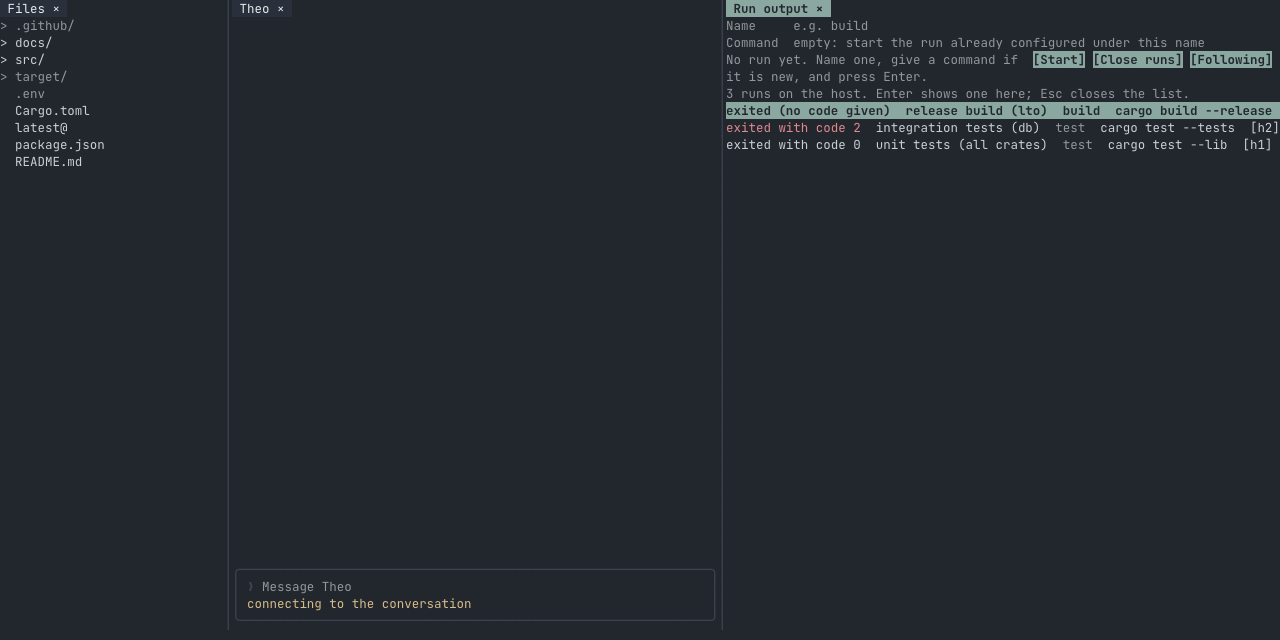 Files ×
> .github/
> docs/
> src/
> target/
.env
Cargo.toml
latest@
package.json
README.md
Theo ×
) Message Theo
connecting to the conversation
Run output ×
Name e.g. build
Command empty: start the run already configured under this name
No run yet. Name one, give a command if [Start] [Close runs] [Following]
it is new, and press Enter.
3 runs on the host. Enter shows one here; Esc closes the list.
exited (no code given) release build (lto) build cargo build --release
exited with code 2 integration tests (db) test cargo test --tests [h2]
exited with code 0 unit tests (all crates) test cargo test --lib [h1]